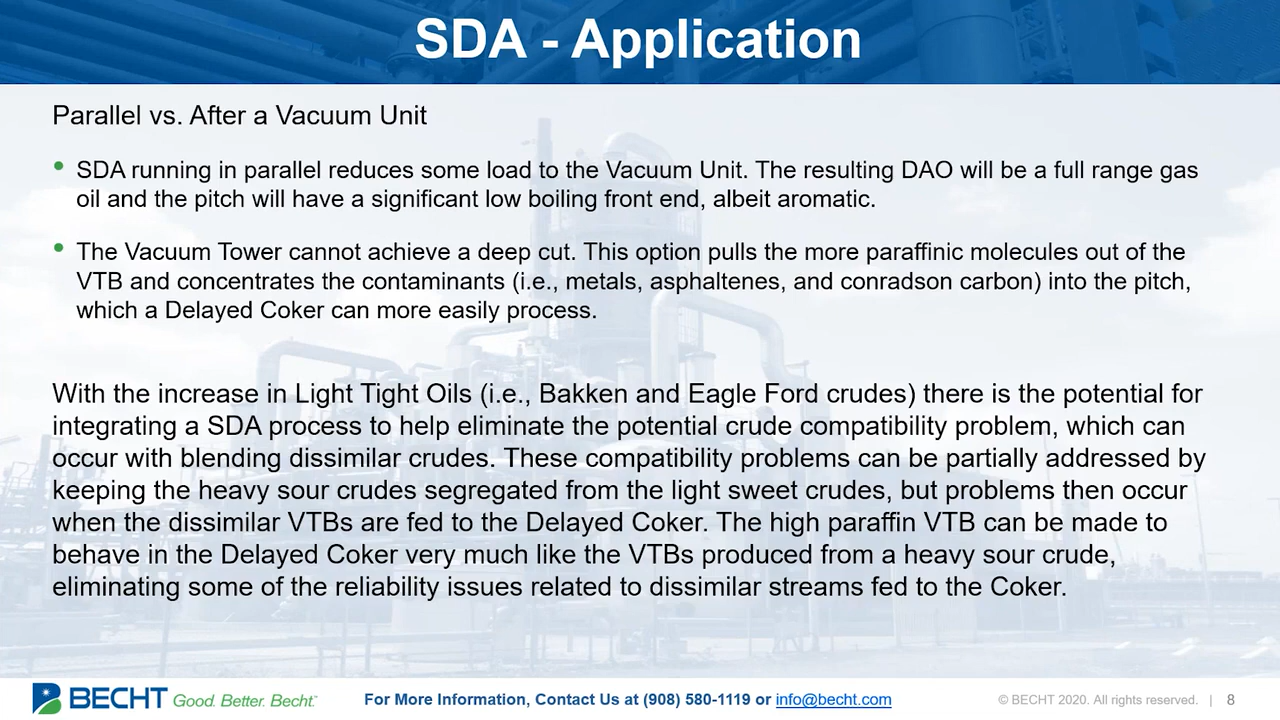 SDA - Application
Parallel vs. After a Vacuum Unit
• SDA running in parallel reduces some load to the Vacuum Unit. The resulting DAO will be a full range gas
oil and the pitch will have a significant low boiling front end, albeit aromatic.
• The Vacuum Tower cannot achieve a deep cut. This option pulls the more paraffinic molecules out of the
VTB and concentrates the contaminants (i.e., metals, asphaltenes, and conradson carbon) into the pitch,
which a Delayed Coker can more easily process.
With the increase in Light Tight Oils (i.e., Bakken and Eagle Ford crudes) there is the potential for
integrating a SDA process to help eliminate the potential crude compatibility problem, which can
occur with blending dissimilar crudes. These compatibility problems can be partially addressed by
keeping the heavy sour crudes segregated from the light sweet crudes, but problems then occur
when the dissimilar VTBs are fed to the Delayed Coker. The high paraffin VTB can be made to
behave in the Delayed Coker very much like the VTBs produced from a heavy sour crude,
eliminating some of the reliability issues related to dissimilar streams fed to the Coker.
BECHT Good. Better. Becht.™ For More Information, Contact Us at (908) 580-1119 or info@becht.com © BECHT 2020. All rights reserved. | 8